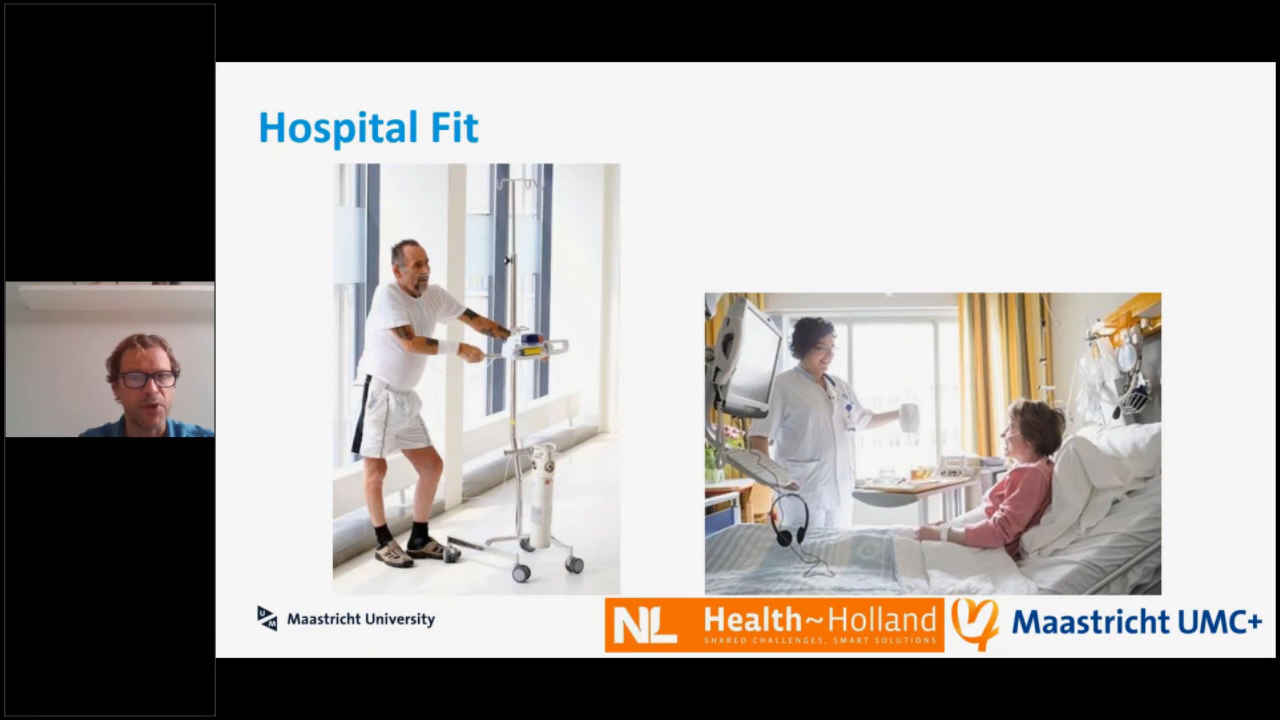 Hospital Fit
Maastricht University
NL Health~Holland
SHARED CHALLENGES, SMART SOLUTIONS
Maastricht UMC+